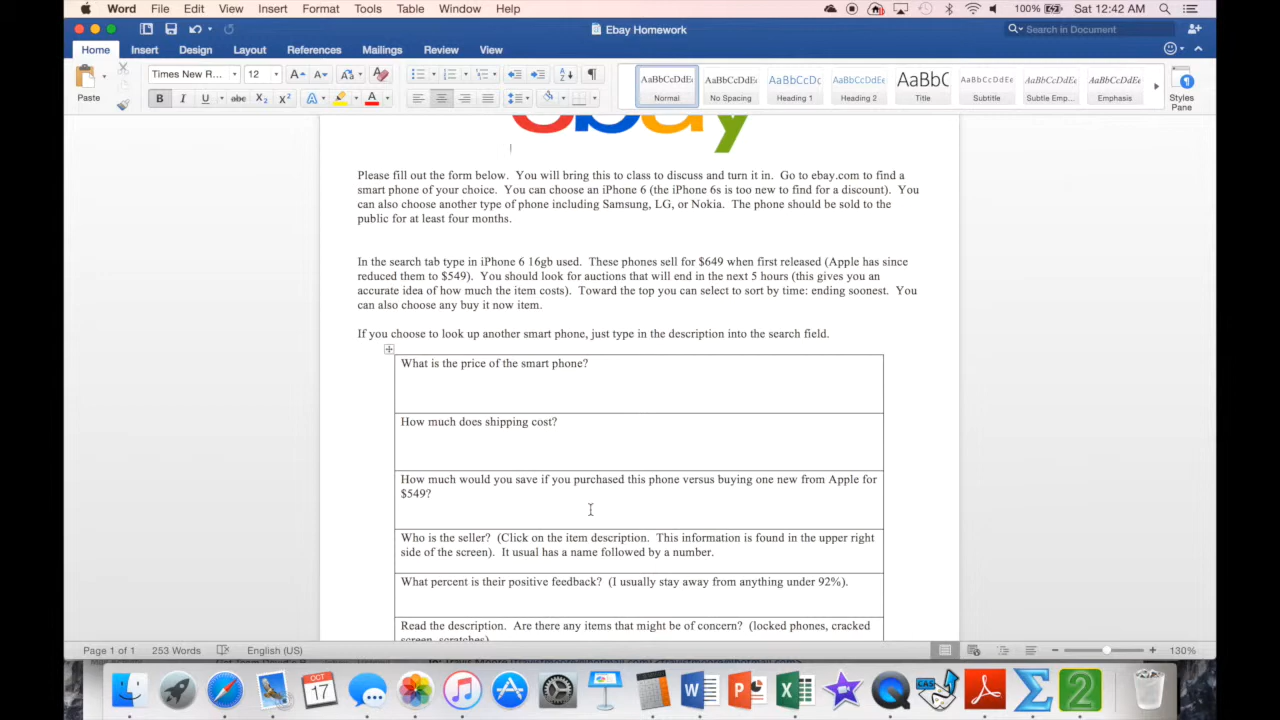 Word File Edit View Insert Format Tools Table Window Help 100% Sat 12:42 AM
Ebay Homework Search in Document
Home Insert Design Layout References Mailings Review View
Paste Times New R... 12 AaBbCcDdEe Normal AaBbCcDdEe No Spacing AaBbCcDc Heading 1 AaBbCcDdEe Heading 2 AaBbC Title AaBbCcDdEe Subtitle AaBbCcDdEe Subtle Emp... AaBbCcDdEe Emphasis Styles Pane
ebay
Please fill out the form below. You will bring this to class to discuss and turn it in. Go to ebay.com to find a
smart phone of your choice. You can choose an iPhone 6 (the iPhone 6s is too new to find for a discount). You
can also choose another type of phone including Samsung, LG, or Nokia. The phone should be sold to the
public for at least four months.
In the search tab type in iPhone 6 16gb used. These phones sell for $649 when first released (Apple has since
reduced them to $549). You should look for auctions that will end in the next 5 hours (this gives you an
accurate idea of how much the item costs). Toward the top you can select to sort by time: ending soonest. You
can also choose any buy it now item.
If you choose to look up another smart phone, just type in the description into the search field.
What is the price of the smart phone?
How much does shipping cost?
How much would you save if you purchased this phone versus buying one new from Apple for
$549?
Who is the seller? (Click on the item description. This information is found in the upper right
side of the screen). It usual has a name followed by a number.
What percent is their positive feedback? (I usually stay away from anything under 92%).
Read the description. Are there any items that might be of concern? (locked phones, cracked
screen, scratches)
Page 1 of 1 253 Words English (US) 130%
OCT
17